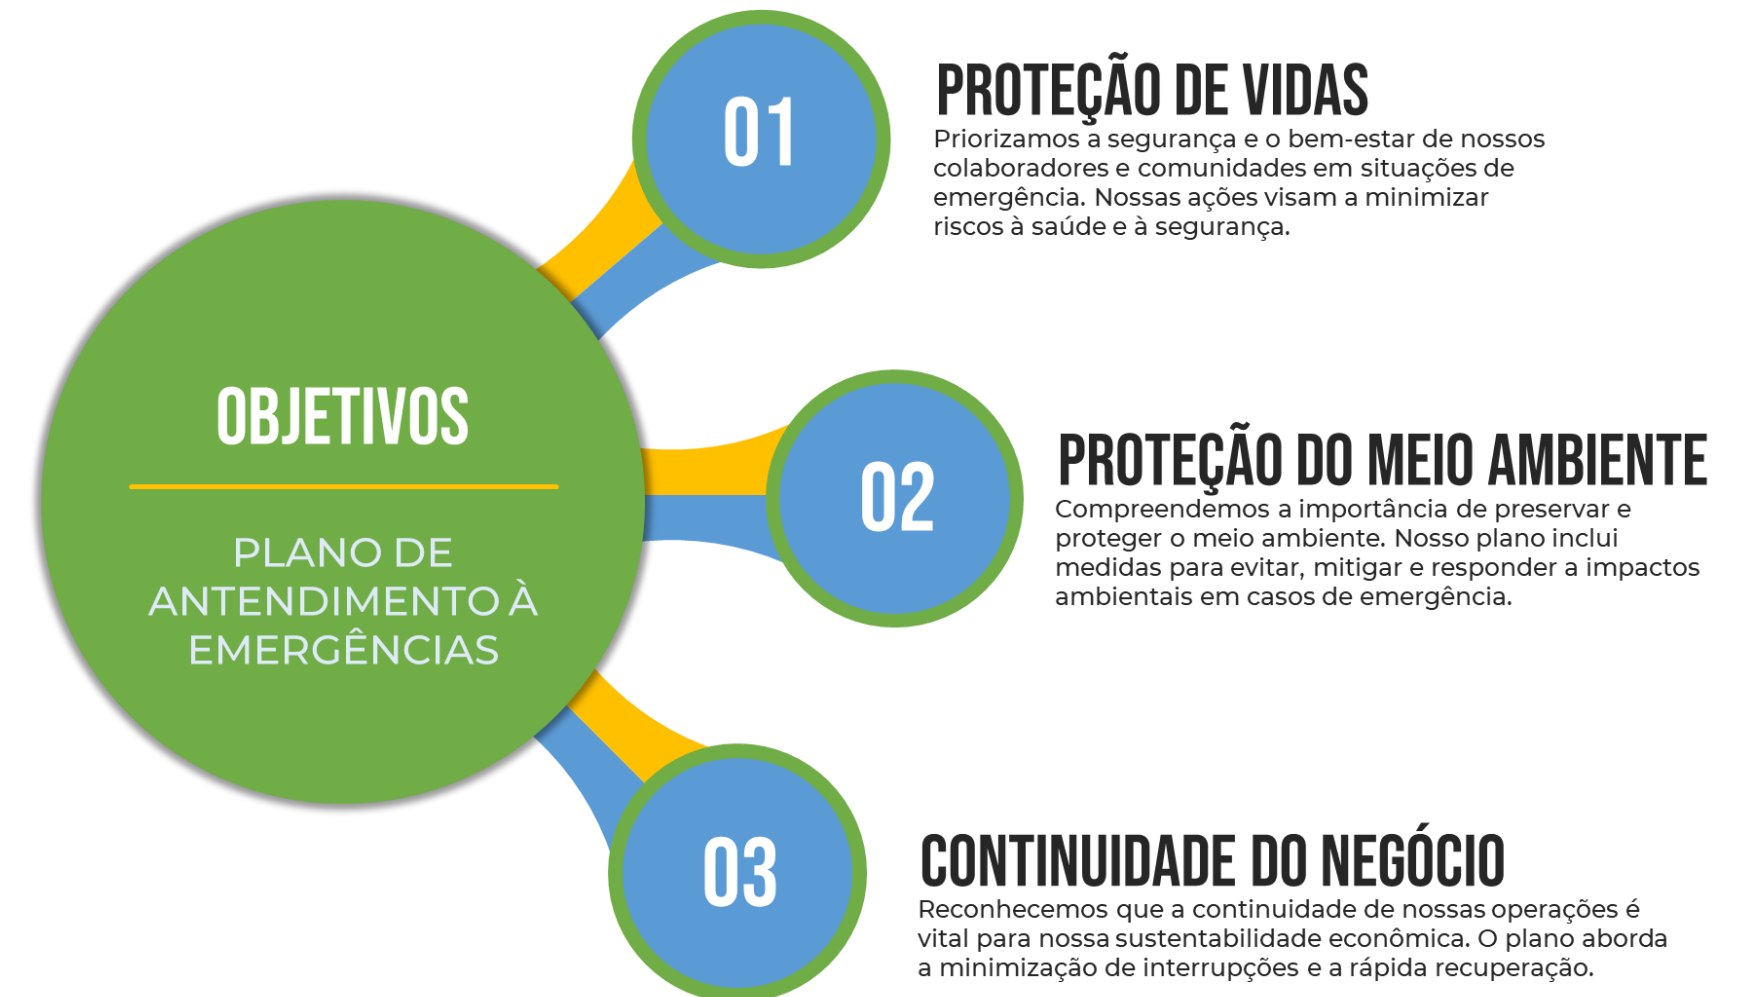 OBJETIVOS
PLANO DE
ANTENDIMENTO À
EMERGÊNCIAS
01
PROTEÇÃO DE VIDAS
Priorizamos a segurança e o bem-estar de nossos
colaboradores e comunidades em situações de
emergência. Nossas ações visam a minimizar
riscos à saúde e à segurança.
02
PROTEÇÃO DO MEIO AMBIENTE
Compreendemos a importância de preservar e
proteger o meio ambiente. Nosso plano inclui
medidas para evitar, mitigar e responder a impactos
ambientais em casos de emergência.
03
CONTINUIDADE DO NEGÓCIO
Reconhecemos que a continuidade de nossas operações é
vital para nossa sustentabilidade econômica. O plano aborda
a minimização de interrupções e a rápida recuperação.